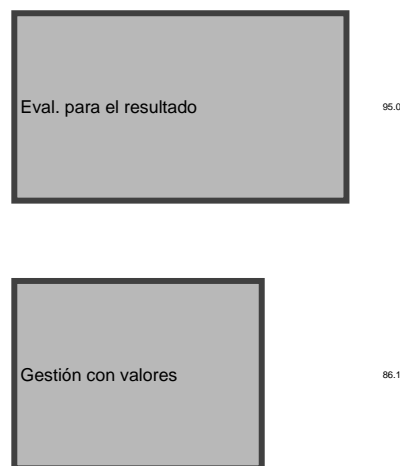 Eval. para el resultado
95.0
Gestión con valores
86.1